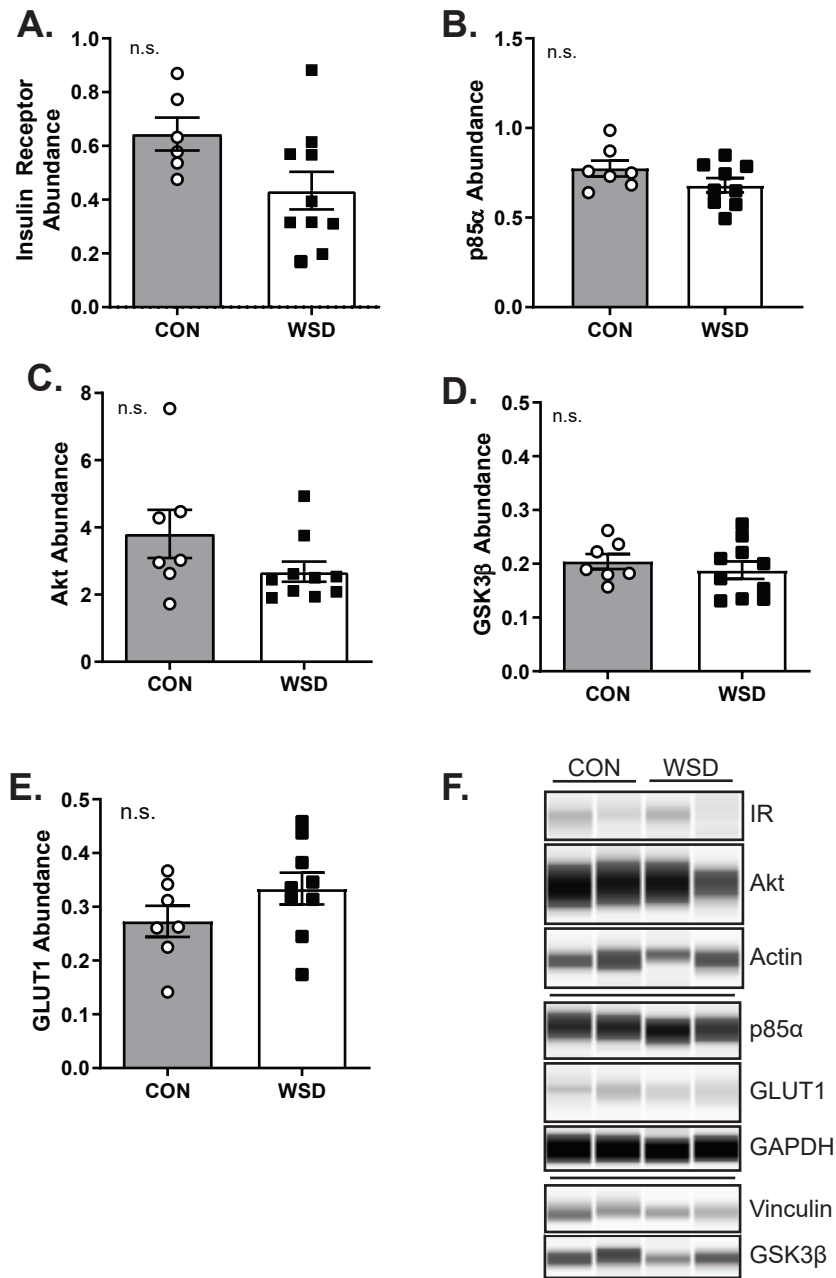 A.
n.s.
Insulin Receptor
Abundance
1.0
0.8
0.6
0.4
0.2
0.0
CON
WSD
B.
n.s.
p85α Abundance
1.5
1.0
0.5
0.0
CON
WSD
C.
n.s.
Akt Abundance
8
6
4
2
0
CON
WSD
D.
n.s.
GSK3β Abundance
0.5
0.4
0.3
0.2
0.1
0.0
CON
WSD
E.
n.s.
GLUT1 Abundance
0.5
0.4
0.3
0.2
0.1
0.0
CON
WSD
F.
CON WSD
IR
Akt
Actin
p85α
GLUT1
GAPDH
Vinculin
GSK3β